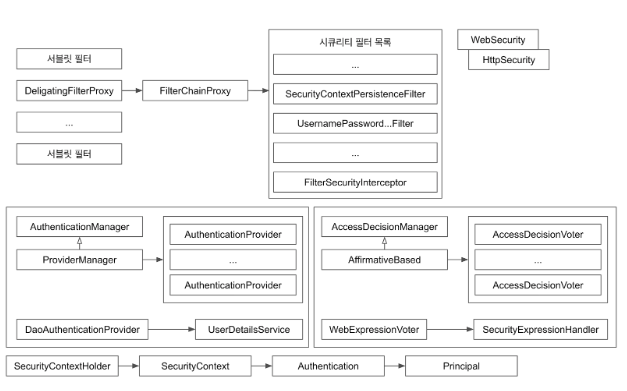 서블릿 필터
DeligatingFilterProxy
...
서블릿 필터
FilterChainProxy
시큐리티 필터 목록
...
SecurityContextPersistenceFilter
UsernamePassword...Filter
...
FilterSecurityInterceptor
WebSecurity
HttpSecurity
AuthenticationManager
ProviderManager
AuthenticationProvider
...
AuthenticationProvider
DaoAuthenticationProvider
UserDetailsService
AccessDecisionManager
AffirmativeBased
AccessDecisionVoter
...
AccessDecisionVoter
WebExpressionVoter
SecurityExpressionHandler
SecurityContextHolder
SecurityContext
Authentication
Principal